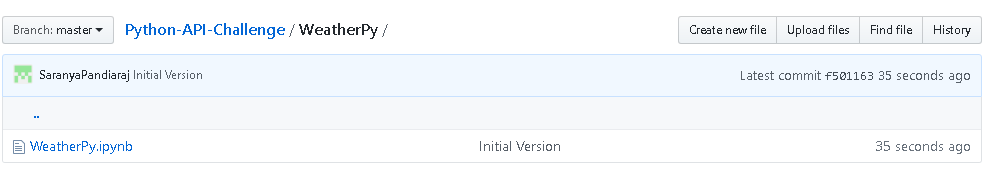 Branch: master Python-API-Challenge / WeatherPy / Create new file Upload files Find file History
SaranyaPandiaraj Initial Version Latest commit f501163 35 seconds ago
..
WeatherPy.ipynb Initial Version 35 seconds ago